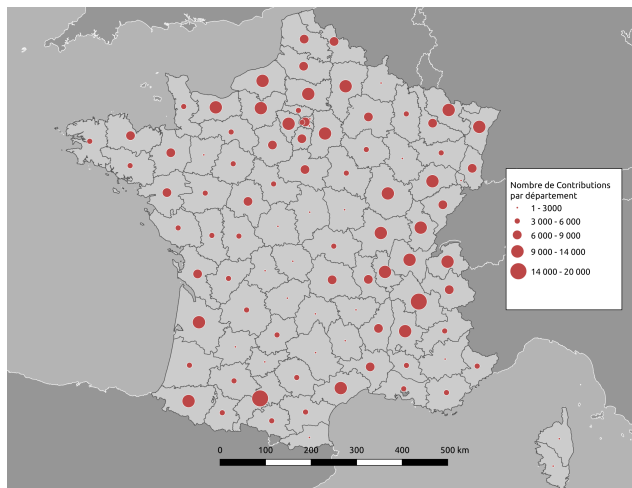 Nombre de Contributions
par département
1 - 3000
3 000 - 6 000
6 000 - 9 000
9 000 - 14 000
14 000 - 20 000
0 100 200 300 400 500 km